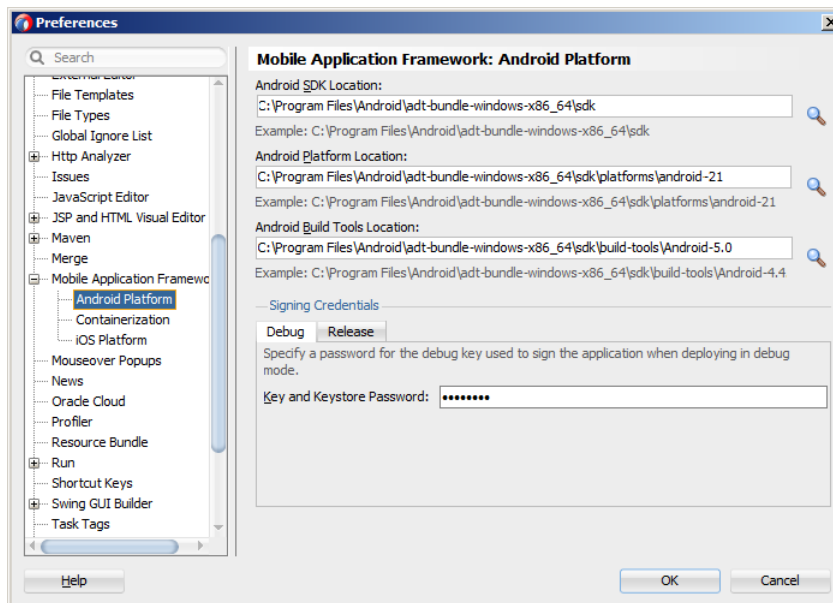 Preferences
Search
External Editor
File Templates
File Types
Global Ignore List
Http Analyzer
Issues
JavaScript Editor
JSP and HTML Visual Editor
Maven
Merge
Mobile Application Framewo
Android Platform
Containerization
iOS Platform
Mouseover Popups
News
Oracle Cloud
Profiler
Resource Bundle
Run
Shortcut Keys
Swing GUI Builder
Task Tags
Mobile Application Framework: Android Platform
Android SDK Location:
C:\Program Files\Android\adt-bundle-windows-x86_64\sdk
Example: C:\Program Files\Android\adt-bundle-windows-x86_64\sdk
Android Platform Location:
C:\Program Files\Android\adt-bundle-windows-x86_64\sdk\platforms\android-21
Example: C:\Program Files\Android\adt-bundle-windows-x86_64\sdk\platforms\android-21
Android Build Tools Location:
C:\Program Files\Android\adt-bundle-windows-x86_64\sdk\build-tools\Android-5.0
Example: C:\Program Files\Android\adt-bundle-windows-x86_64\sdk\build-tools\Android-4.4
Signing Credentials
Debug Release
Specify a password for the debug key used to sign the application when deploying in debug
mode.
Key and Keystore Password: ••••••••
Help OK Cancel